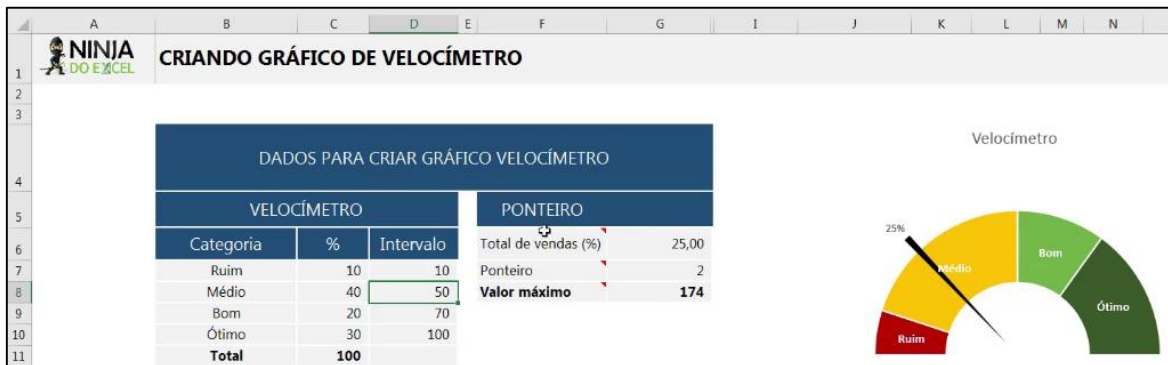 A B C D E F G I J K L M N
1 NINJA DO EXCEL CRIANDO GRÁFICO DE VELOCÍMETRO
2
3
Velocímetro
4 DADOS PARA CRIAR GRÁFICO VELOCÍMETRO
5 VELOCÍMETRO PONTEIRO
6 Categoria % Intervalo Total de vendas (%) 25,00
7 Ruim 10 10 Ponteiro 2
8 Médio 40 50 Valor máximo 174
9 Bom 20 70
10 Ótimo 30 100
11 Total 100
25%
Médio
Bom
Ótimo
Ruim